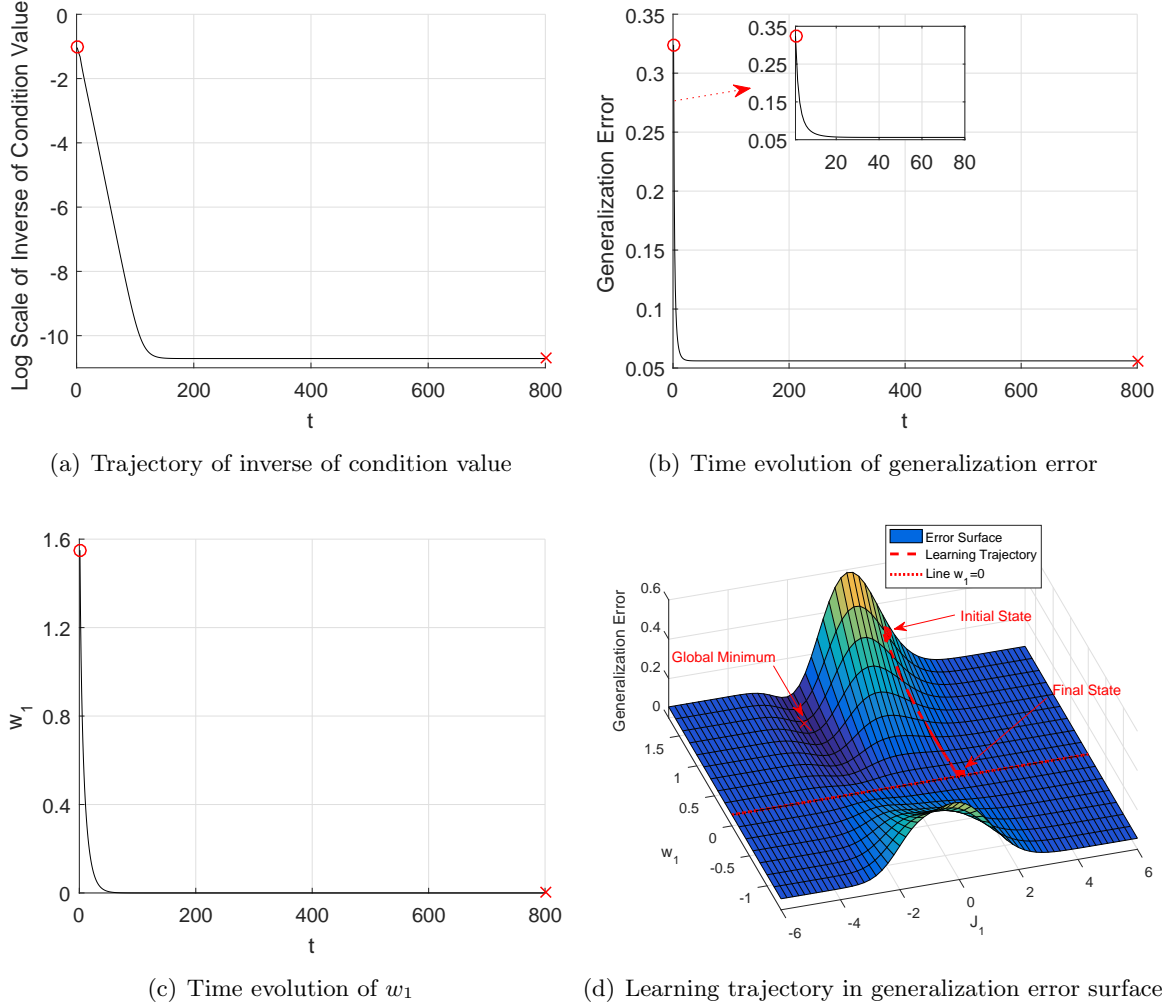 Log Scale of Inverse of Condition Value
0
-2
-4
-6
-8
-10
0 200 400 600 800
t
(a) Trajectory of inverse of condition value
Generalization Error
0.35
0.3
0.25
0.2
0.15
0.1
0.05
0 200 400 600 800
t
0.35
0.25
0.15
0.05
20 40 60 80
(b) Time evolution of generalization error
w1
1.6
1.2
0.8
0.4
0
0 200 400 600 800
t
(c) Time evolution of w1
Error Surface
Learning Trajectory
Line w1=0
Initial State
Global Minimum
Final State
Generalization Error
0.6
0.4
0.2
0
1.5
1
0.5
0
-0.5
-1
w1
-6 -4 -2 0 2 4 6
J1
(d) Learning trajectory in generalization error surface